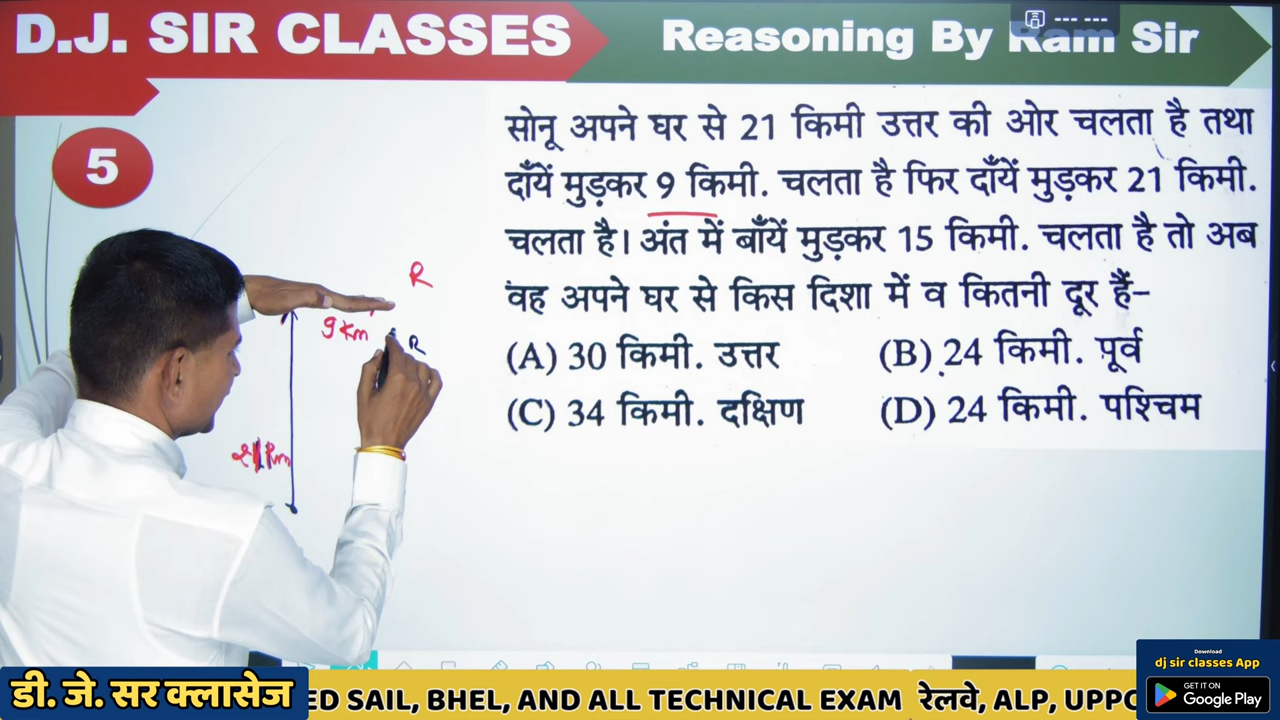 D.J. SIR CLASSES
Reasoning By Ram Sir
5
सोनू अपने घर से 21 किमी उत्तर की ओर चलता है तथा
दाँयें मुड़कर 9 किमी. चलता है फिर दाँयें मुड़कर 21 किमी.
चलता है। अंत में बाँयें मुड़कर 15 किमी. चलता है तो अब
वह अपने घर से किस दिशा में व कितनी दूर हैं–
(A) 30 किमी. उत्तर
(B) 24 किमी. पूर्व
(C) 34 किमी. दक्षिण
(D) 24 किमी. पश्चिम
R
9 km
R
डी. जे. सर क्लासेज
ED SAIL, BHEL, AND ALL TECHNICAL EXAM रेलवे, ALP, UPPC
Download
dj sir classes App
GET IT ON
Google Play